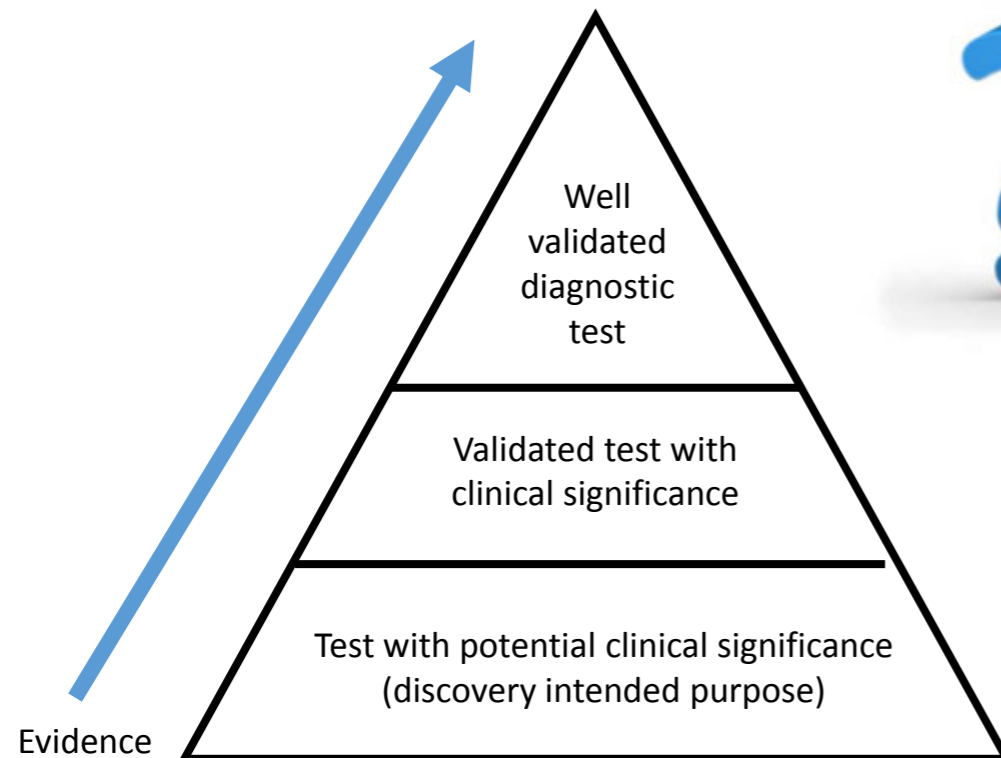 Well
validated
diagnostic
test
Validated test with
clinical significance
Test with potential clinical significance
(discovery intended purpose)
Evidence